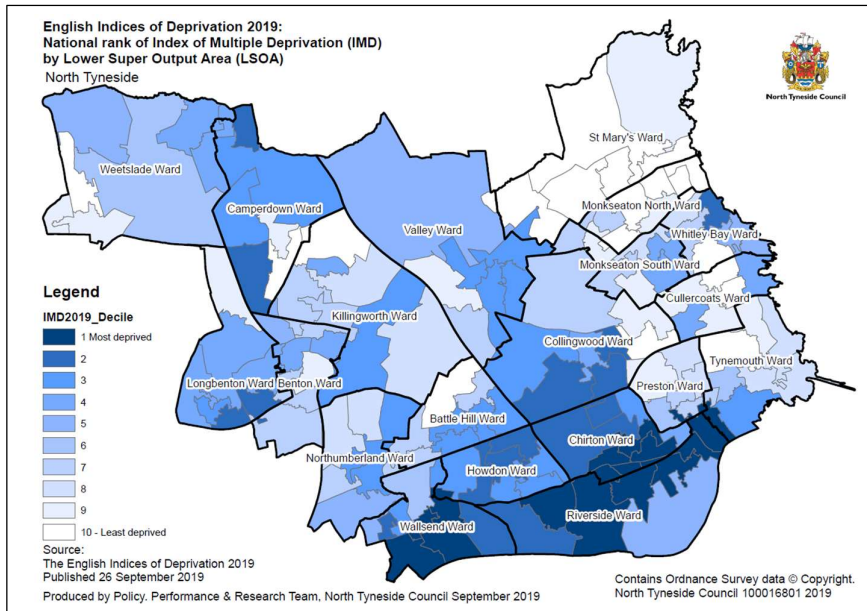 English Indices of Deprivation 2019:
National rank of Index of Multiple Deprivation (IMD)
by Lower Super Output Area (LSOA)
North Tyneside
North Tyneside Council
St Mary's Ward
Weetslade Ward
Camperdown Ward
Monkseaton North Ward
Valley Ward
Whitley Bay Ward
Monkseaton South Ward
Cullercoats Ward
Killingworth Ward
Collingwood Ward
Tynemouth Ward
Longbenton Ward
Benton Ward
Preston Ward
Battle Hill Ward
Chirton Ward
Northumberland Ward
Howdon Ward
Riverside Ward
Wallsend Ward
Legend
IMD2019_Decile
1 Most deprived
2
3
4
5
6
7
8
9
10 - Least deprived
Source:
The English Indices of Deprivation 2019
Published 26 September 2019
Produced by Policy. Performance & Research Team, North Tyneside Council September 2019
Contains Ordnance Survey data © Copyright.
North Tyneside Council 100016801 2019